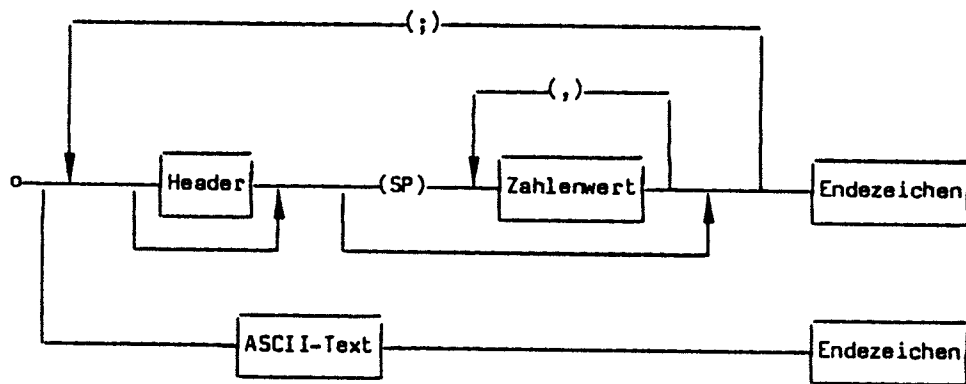 (;)
(,)
Header
(SP)
Zahlenwert
Endezeichen
ASCII-Text
Endezeichen